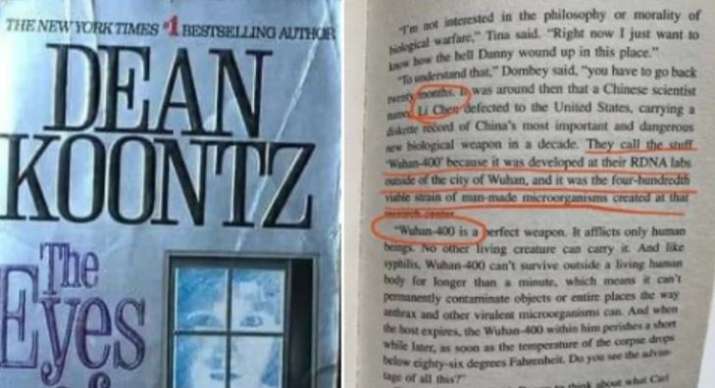 THE NEW YORK TIMES #1 BESTSELLING AUTHOR
DEAN
KOONTZ
The
Eyes
"I'm not interested in the philosophy or morality of
biological warfare," Tina said. "Right now I just want to
know how the hell Danny wound up in this place."
"To understand that," Dombey said, "you have to go back
twenty months. It was around then that a Chinese scientist
named Li Chen defected to the United States, carrying a
diskette record of China's most important and dangerous
new biological weapon in a decade. They call the stuff
'Wuhan-400' because it was developed at their RDNA labs
outside of the city of Wuhan, and it was the four-hundredth
viable strain of man-made microorganisms created at that
research center.
"Wuhan-400 is a perfect weapon. It afflicts only human
beings. No other living creature can carry it. And like
syphilis, Wuhan-400 can't survive outside a living human
body for longer than a minute, which means it can't
permanently contaminate objects or entire places the way
anthrax and other virulent microorganisms can. And when
the host expires, the Wuhan-400 within him perishes a short
while later, as soon as the temperature of the corpse drops
below eighty-six degrees Fahrenheit. Do you see the advan-
tage of all this?"
to think about what Carl